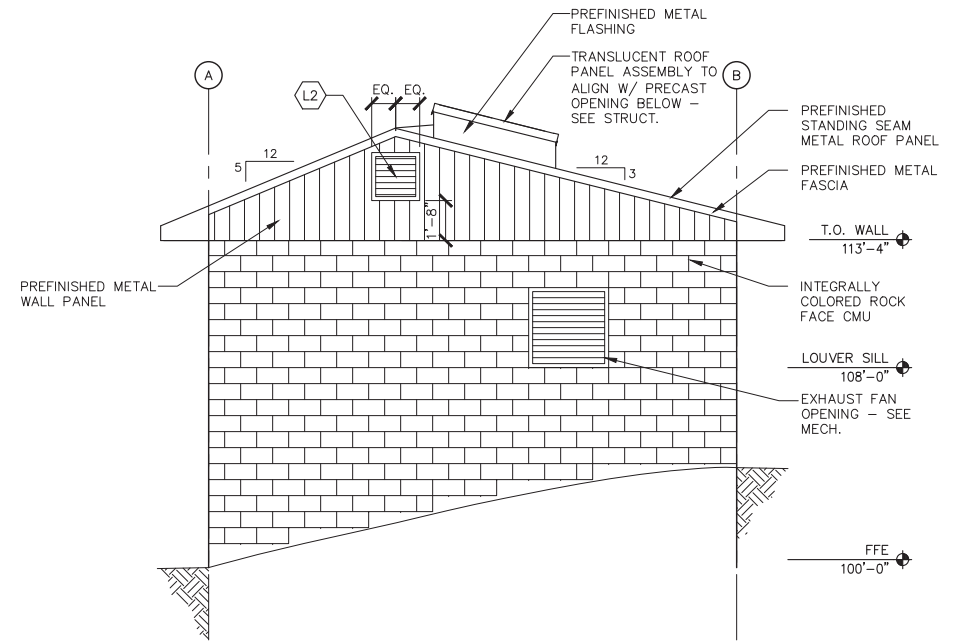 PREFINISHED METAL
FLASHING
TRANSLUCENT ROOF
PANEL ASSEMBLY TO
ALIGN W/ PRECAST
OPENING BELOW –
SEE STRUCT.
A
B
L2
EQ.
EQ.
PREFINISHED
STANDING SEAM
METAL ROOF PANEL
12
5
12
3
PREFINISHED METAL
FASCIA
1'-8"
T.O. WALL
113'-4"
PREFINISHED METAL
WALL PANEL
INTEGRALLY
COLORED ROCK
FACE CMU
LOUVER SILL
108'-0"
EXHAUST FAN
OPENING – SEE
MECH.
FFE
100'-0"